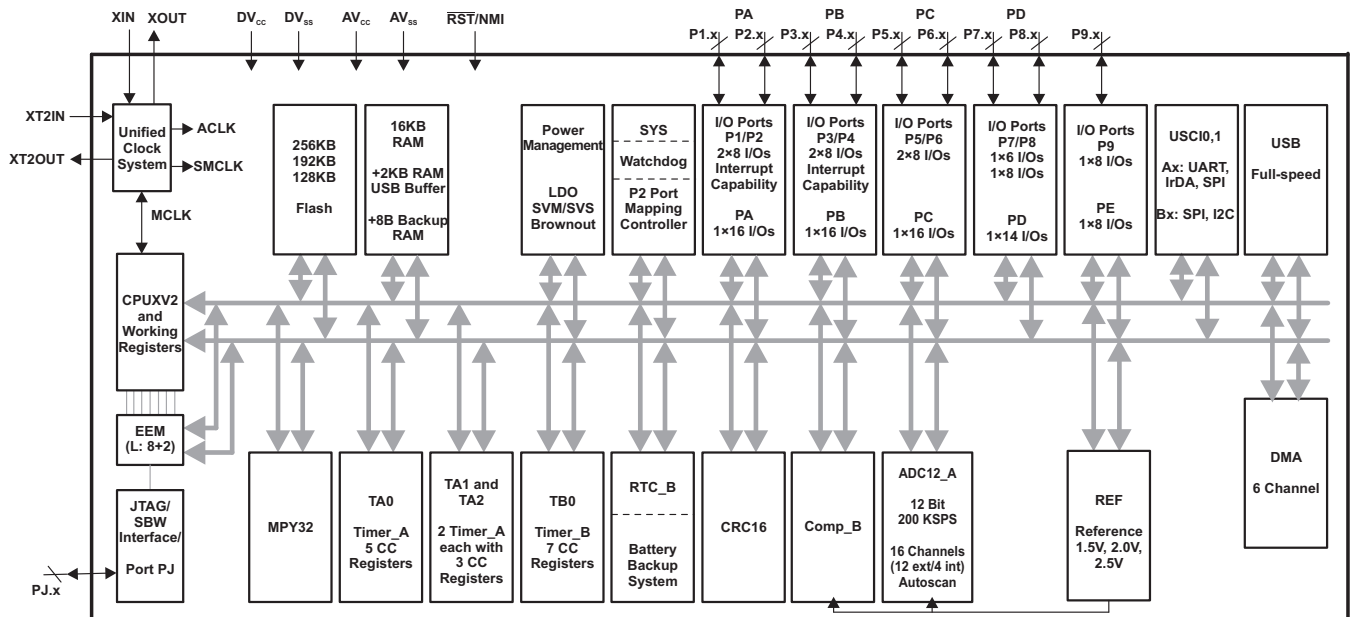 XIN XOUT DVCC DVSS AVCC AVSS RST/NMI PA PB PC PD
P1.x P2.x P3.x P4.x P5.x P6.x P7.x P8.x P9.x
XT2IN
XT2OUT
Unified
Clock
System
ACLK
SMCLK
MCLK
256KB
192KB
128KB
Flash
16KB
RAM
+2KB RAM
USB Buffer
+8B Backup
RAM
Power
Management
LDO
SVM/SVS
Brownout
SYS
Watchdog
P2 Port
Mapping
Controller
I/O Ports
P1/P2
2×8 I/Os
Interrupt
Capability
PA
1×16 I/Os
I/O Ports
P3/P4
2×8 I/Os
Interrupt
Capability
PB
1×16 I/Os
I/O Ports
P5/P6
2×8 I/Os
PC
1×16 I/Os
I/O Ports
P7/P8
1×6 I/Os
1×8 I/Os
PD
1×14 I/Os
I/O Ports
P9
1×8 I/Os
PE
1×8 I/Os
USCI0,1
Ax: UART,
IrDA, SPI
Bx: SPI, I2C
USB
Full-speed
CPUXV2
and
Working
Registers
EEM
(L: 8+2)
JTAG/
SBW
Interface/
Port PJ
PJ.x
MPY32
TA0
Timer_A
5 CC
Registers
TA1 and
TA2
2 Timer_A
each with
3 CC
Registers
TB0
Timer_B
7 CC
Registers
RTC_B
Battery
Backup
System
CRC16
Comp_B
ADC12_A
12 Bit
200 KSPS
16 Channels
(12 ext/4 int)
Autoscan
REF
Reference
1.5V, 2.0V,
2.5V
DMA
6 Channel